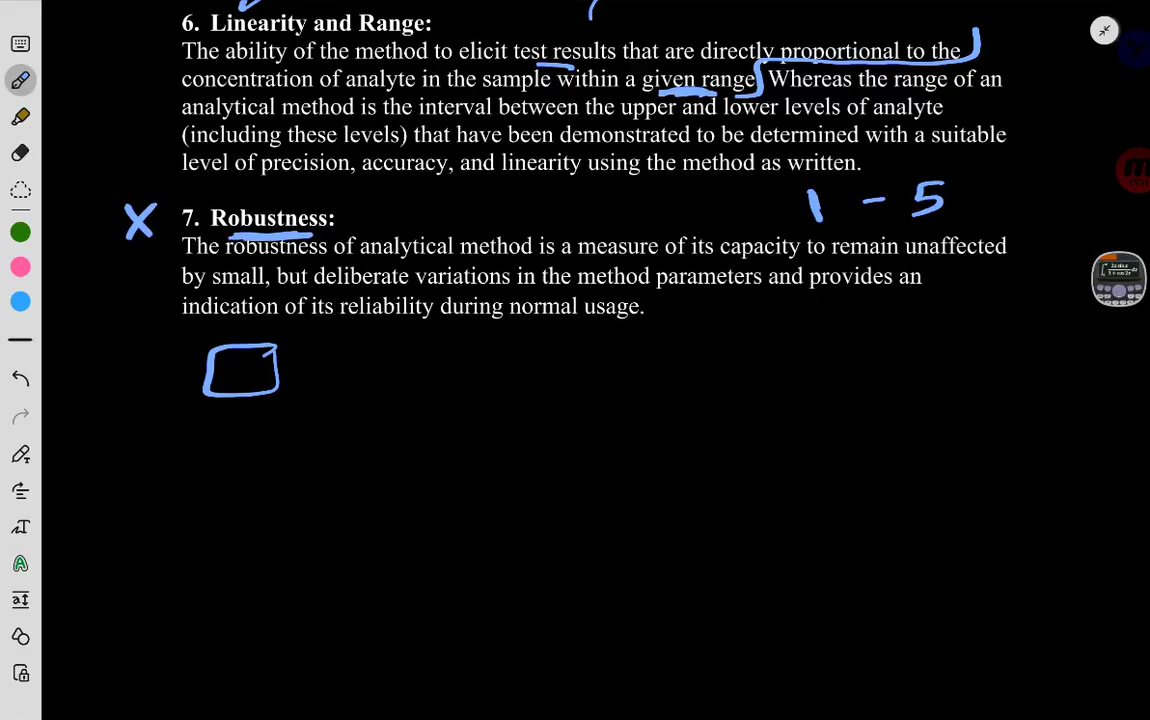 6. Linearity and Range:
The ability of the method to elicit test results that are directly proportional to the
concentration of analyte in the sample within a given range. Whereas the range of an
analytical method is the interval between the upper and lower levels of analyte
(including these levels) that have been demonstrated to be determined with a suitable
level of precision, accuracy, and linearity using the method as written.
1 - 5
X 7. Robustness:
The robustness of analytical method is a measure of its capacity to remain unaffected
by small, but deliberate variations in the method parameters and provides an
indication of its reliability during normal usage.